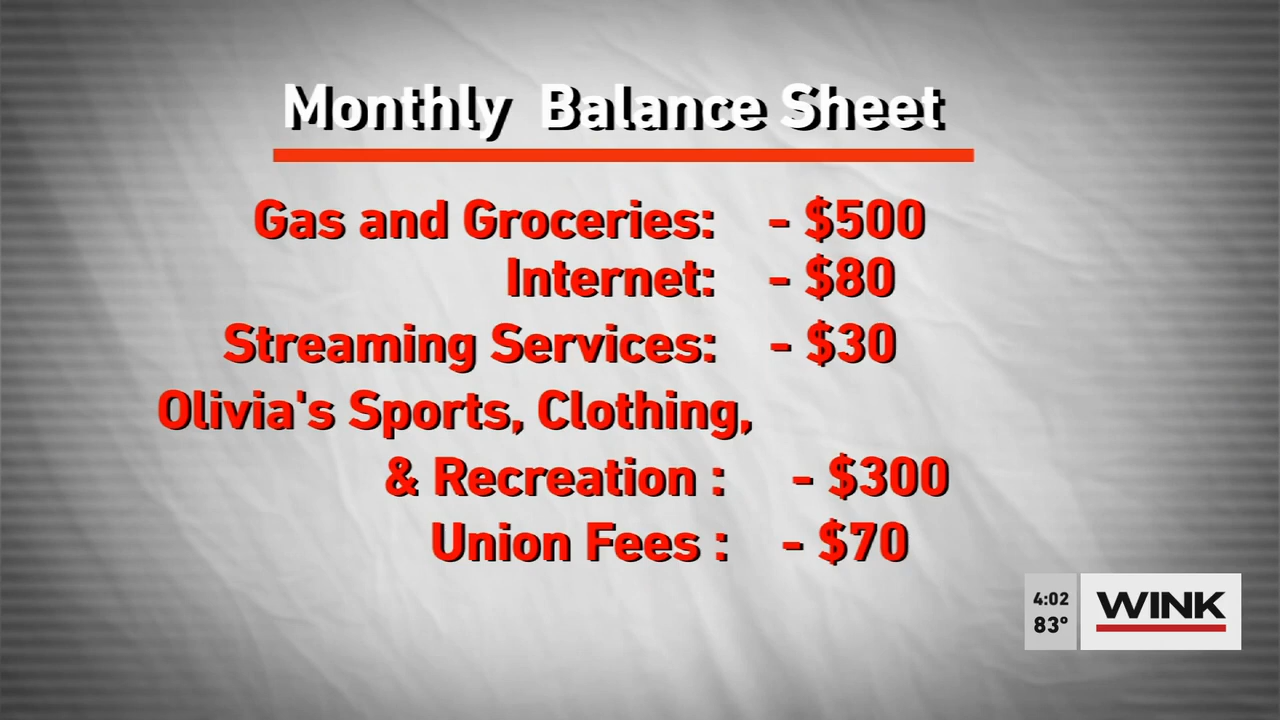 Monthly Balance Sheet
Gas and Groceries: - $500
Internet: - $80
Streaming Services: - $30
Olivia's Sports, Clothing,
& Recreation : - $300
Union Fees : - $70
4:02
83°
WINK